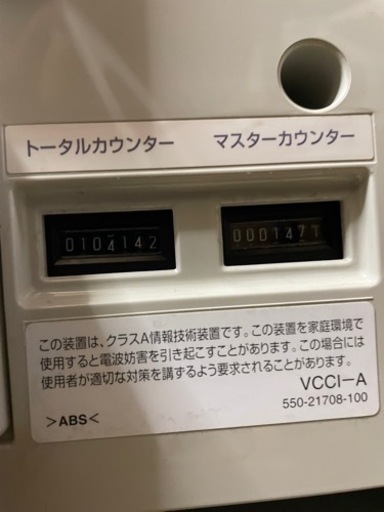 トータルカウンター マスターカウンター
0104142 0001471
この装置は、クラスA情報技術装置です。この装置を家庭環境で
使用すると電波妨害を引き起こすことがあります。この場合には
使用者が適切な対策を講ずるよう要求されることがあります。
VCCI-A
>ABS< 550-21708-100